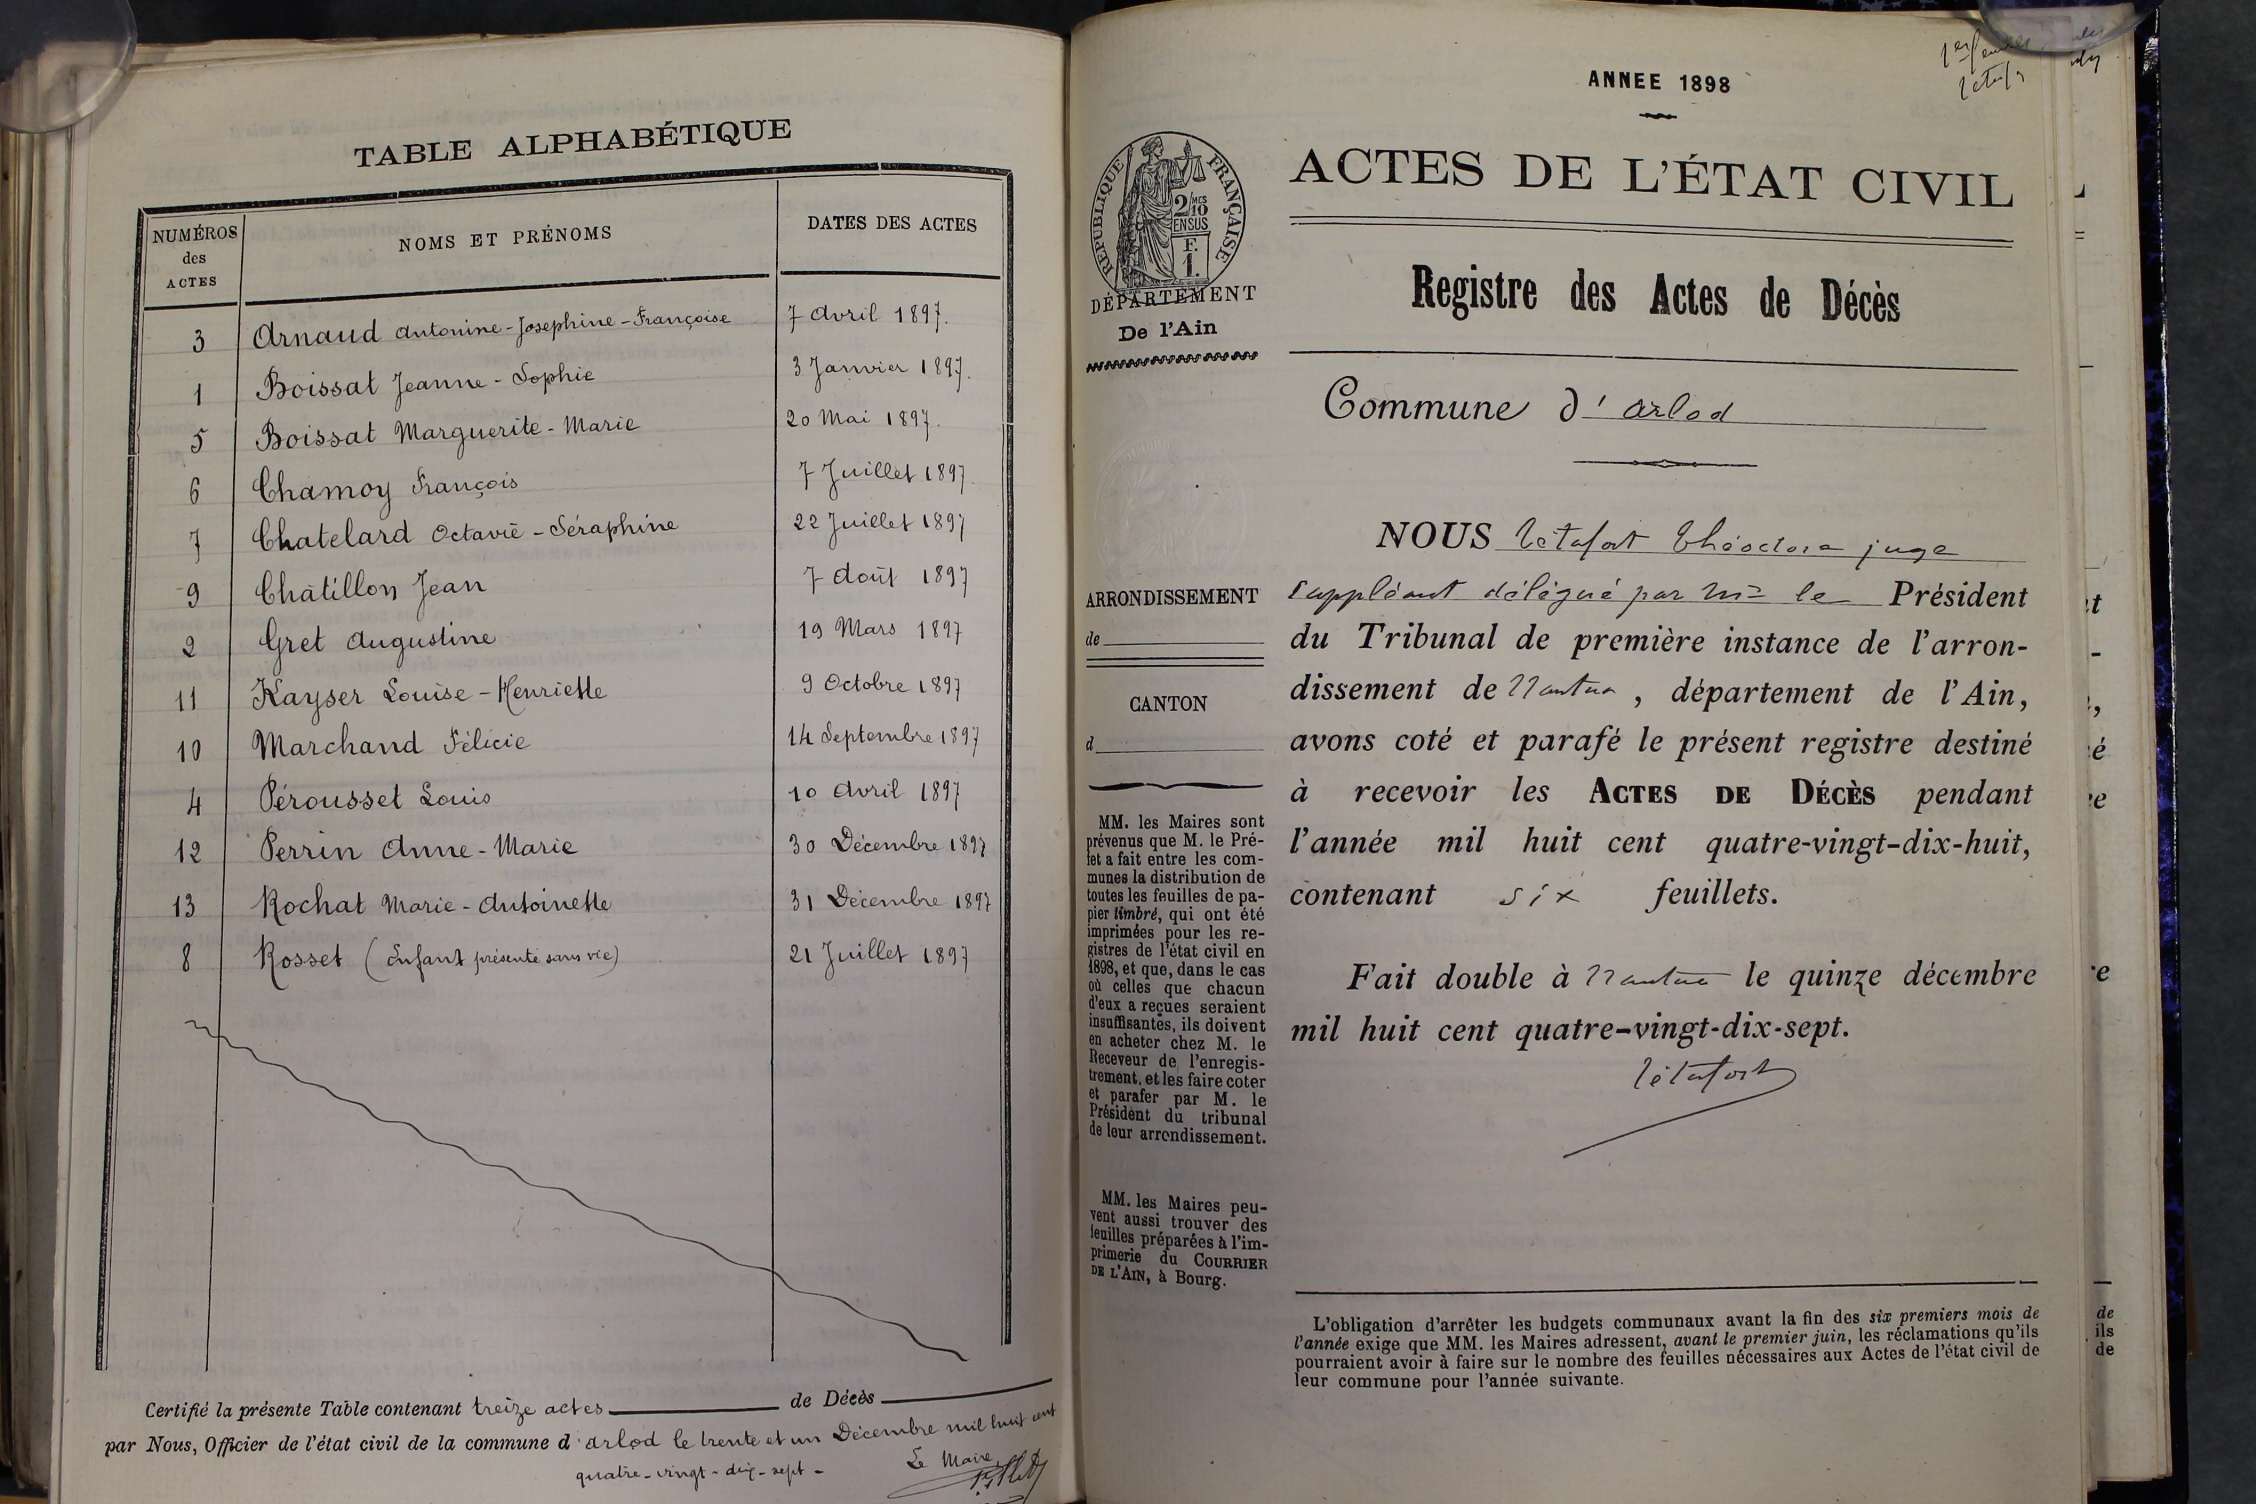 TABLE ALPHABÉTIQUE
NUMÉROS des ACTES | NOMS ET PRÉNOMS | DATES DES ACTES
3 Arnaud Antonine-Josephine-Françoise 7 Avril 1897.
1 Boissat Jeanne-Sophie 3 Janvier 1897.
5 Boissat Marguerite-Marie 20 Mai 1897.
6 Chamoy François 7 Juillet 1897.
7 Chatelard Octavie-Séraphine 22 Juillet 1897
9 Châtillon Jean 7 Août 1897
2 Gret Augustine 19 Mars 1897
11 Kayser Louise-Henriette 9 Octobre 1897
10 Marchand Félicie 14 Septembre 1897
4 Pérousset Louis 10 Avril 1897
12 Perrin Anne-Marie 30 Décembre 1897
13 Rochat Marie-Antoinette 31 Décembre 1897
8 Rosset (Enfant présenté sans vie) 21 Juillet 1897
Certifié la présente Table contenant treize actes de Décès
par Nous, Officier de l'état civil de la commune d'Arlod le trente et un Décembre mil huit cent
quatre-vingt-dix-sept-
Le Maire,
ANNEE 1898
RÉPUBLIQUE FRANÇAISE
2 MES 10 EN SUS
F. 1.
DÉPARTEMENT
De l'Ain
ACTES DE L'ÉTAT CIVIL
Registre des Actes de Décès
Commune d'Arlod
ARRONDISSEMENT
de
CANTON
d
MM. les Maires sont
prévenus que M. le Pré-
fet a fait entre les com-
munes la distribution de
toutes les feuilles de pa-
pier timbré, qui ont été
imprimées pour les re-
gistres de l'état civil en
1898, et que, dans le cas
où celles que chacun
d'eux a reçues seraient
insuffisantes, ils doivent
en acheter chez M. le
Receveur de l'enregis-
trement, et les faire coter
et parafer par M. le
Président du tribunal
de leur arrondissement.
MM. les Maires peu-
vent aussi trouver des
feuilles préparées à l'im-
primerie du COURRIER
DE L'AIN, à Bourg.
NOUS Létafort Théodore juge
suppléant délégué par Mr le Président
du Tribunal de première instance de l'arron-
dissement de Nantua, département de l'Ain,
avons coté et parafé le présent registre destiné
à recevoir les ACTES DE DÉCÈS pendant
l'année mil huit cent quatre-vingt-dix-huit,
contenant six feuillets.
Fait double à Nantua le quinze décembre
mil huit cent quatre-vingt-dix-sept.
Létafort
L'obligation d'arrêter les budgets communaux avant la fin des six premiers mois de
l'année exige que MM. les Maires adressent, avant le premier juin, les réclamations qu'ils
pourraient avoir à faire sur le nombre des feuilles nécessaires aux Actes de l'état civil de
leur commune pour l'année suivante.